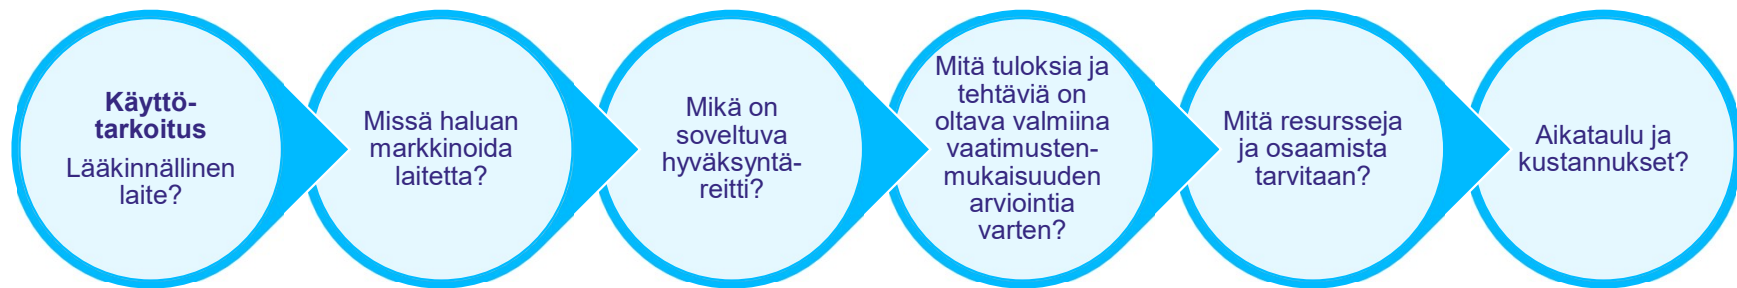 Käyttö-
tarkoitus
Lääkinnällinen
laite?
Missä haluan
markkinoida
laitetta?
Mikä on
soveltuva
hyväksyntä-
reitti?
Mitä tuloksia ja
tehtäviä on
oltava valmiina
vaatimusten-
mukaisuuden
arviointia
varten?
Mitä resursseja
ja osaamista
tarvitaan?
Aikataulu ja
kustannukset?